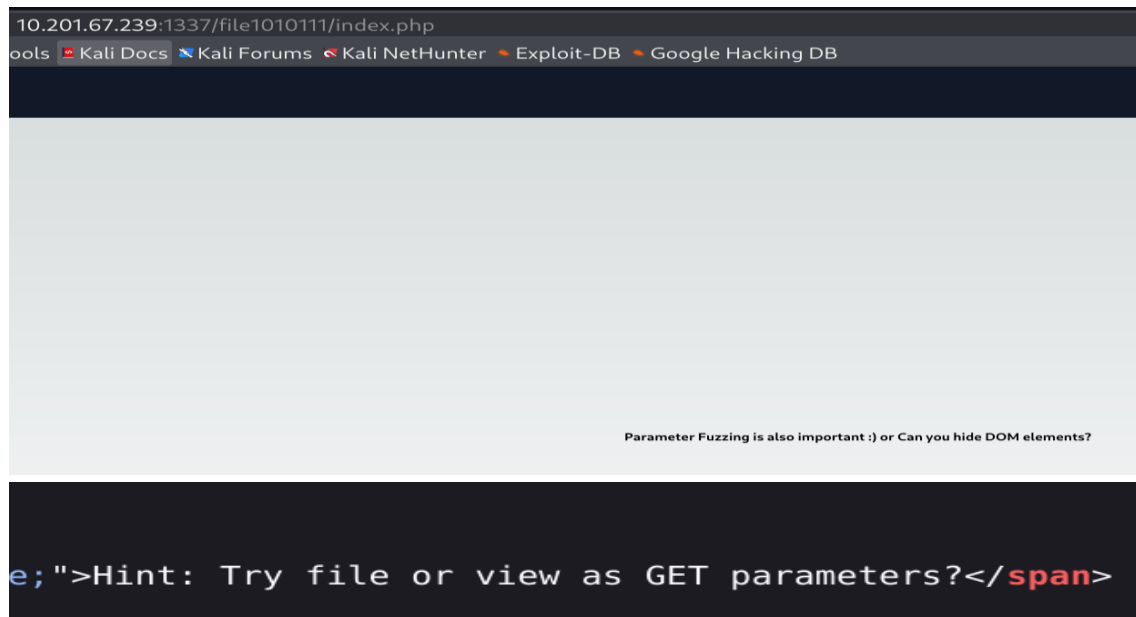 10.201.67.239:1337/file1010111/index.php
ools Kali Docs Kali Forums Kali NetHunter Exploit-DB Google Hacking DB
Parameter Fuzzing is also important :) or Can you hide DOM elements?
e;">Hint: Try file or view as GET parameters?</span>